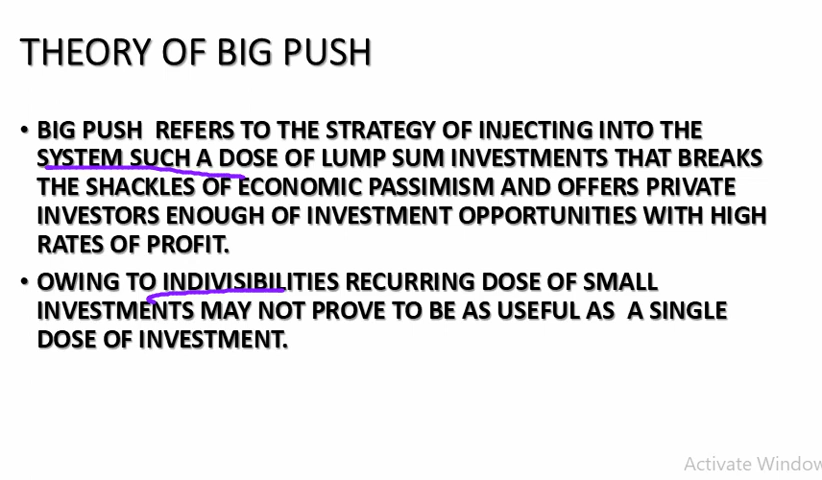 THEORY OF BIG PUSH
• BIG PUSH REFERS TO THE STRATEGY OF INJECTING INTO THE
SYSTEM SUCH A DOSE OF LUMP SUM INVESTMENTS THAT BREAKS
THE SHACKLES OF ECONOMIC PASSIMISM AND OFFERS PRIVATE
INVESTORS ENOUGH OF INVESTMENT OPPORTUNITIES WITH HIGH
RATES OF PROFIT.
• OWING TO INDIVISIBILITIES RECURRING DOSE OF SMALL
INVESTMENTS MAY NOT PROVE TO BE AS USEFUL AS A SINGLE
DOSE OF INVESTMENT.
Activate Window